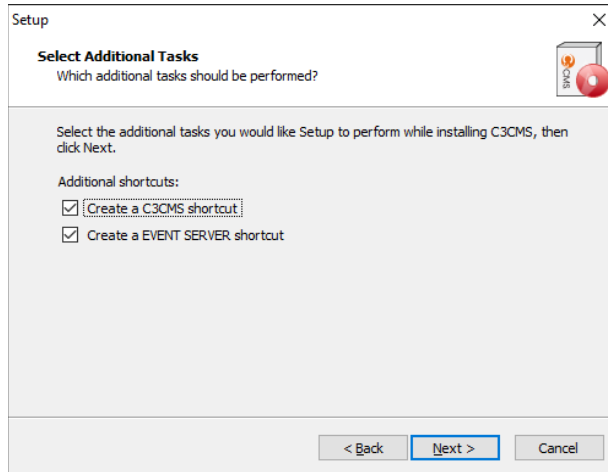 Setup
Select Additional Tasks
Which additional tasks should be performed?
CMS
Select the additional tasks you would like Setup to perform while installing C3CMS, then
click Next.
Additional shortcuts:
Create a C3CMS shortcut
Create a EVENT SERVER shortcut
< Back
Next >
Cancel